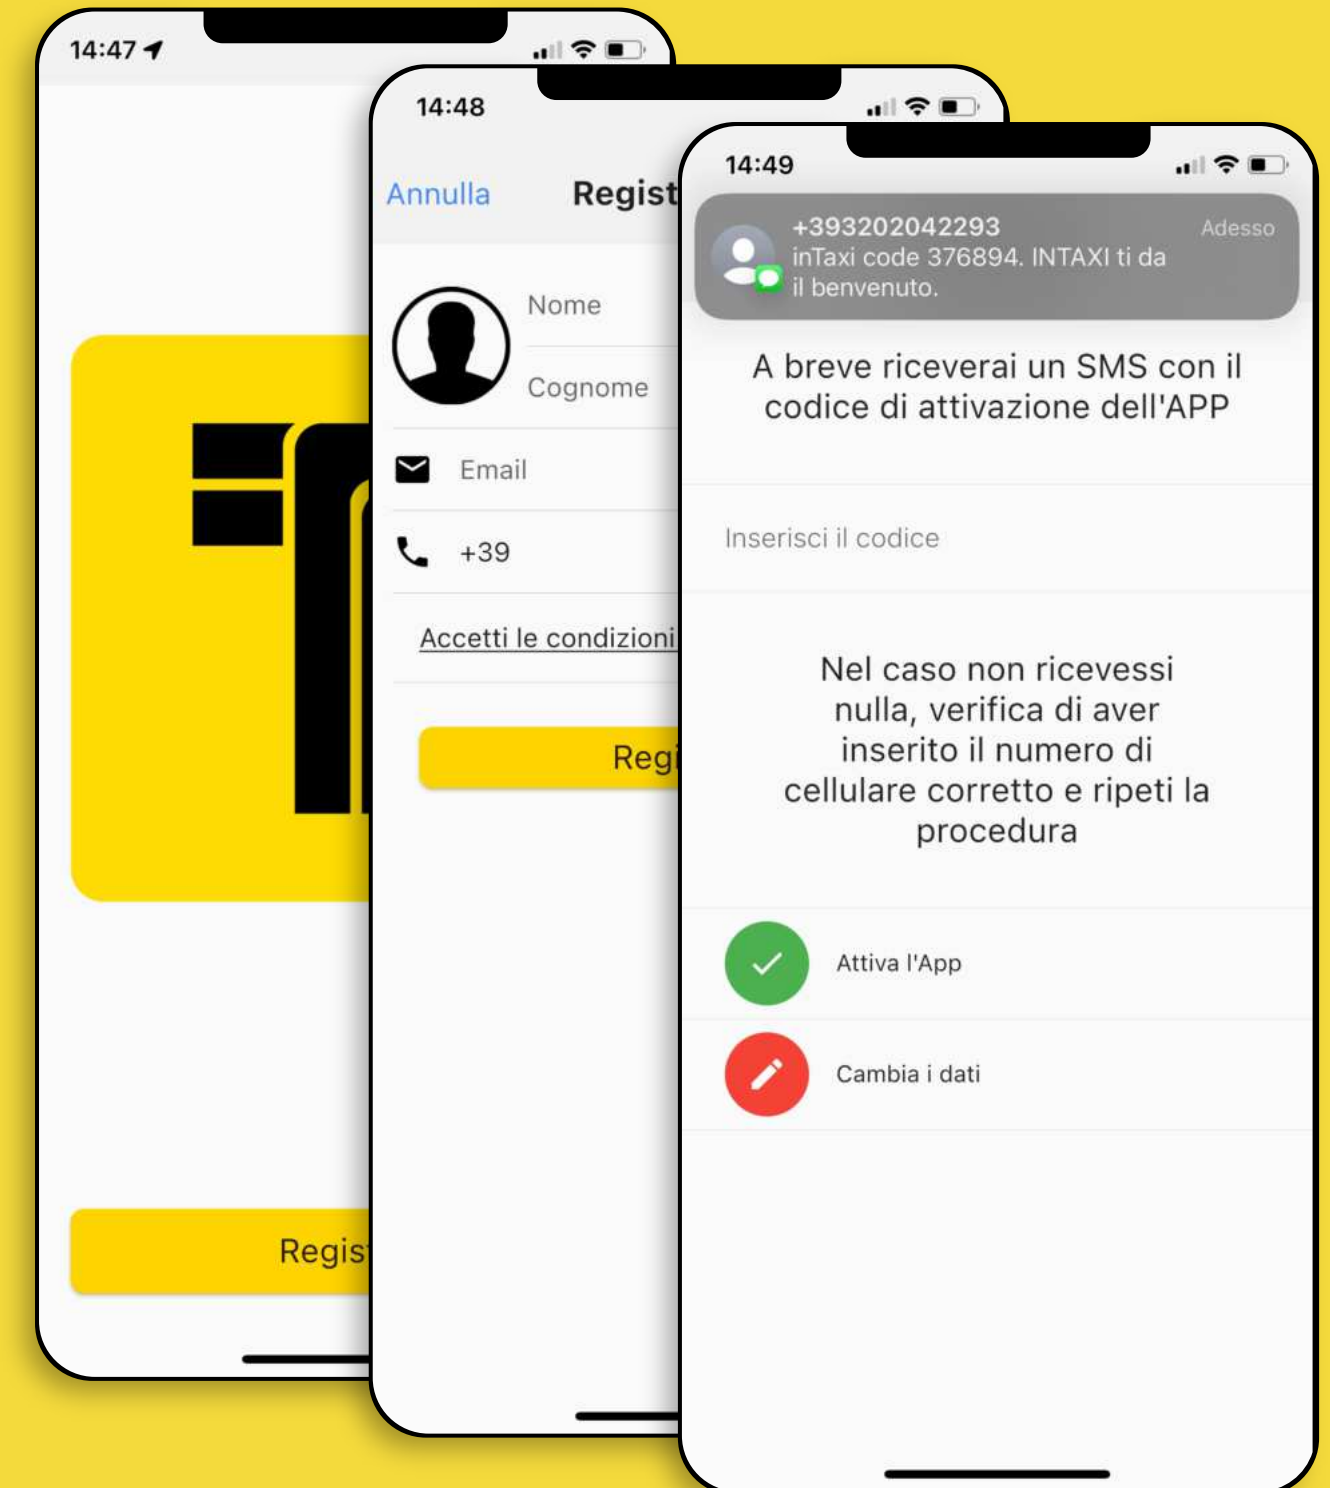 14:47
Regist
14:48
Annulla
Regist
Nome
Cognome
Email
+39
Accetti le condizioni
Regi
14:49
+393202042293
Adesso
inTaxi code 376894. INTAXI ti da
il benvenuto.
A breve riceverai un SMS con il
codice di attivazione dell'APP
Inserisci il codice
Nel caso non ricevessi
nulla, verifica di aver
inserito il numero di
cellulare corretto e ripeti la
procedura
Attiva l'App
Cambia i dati